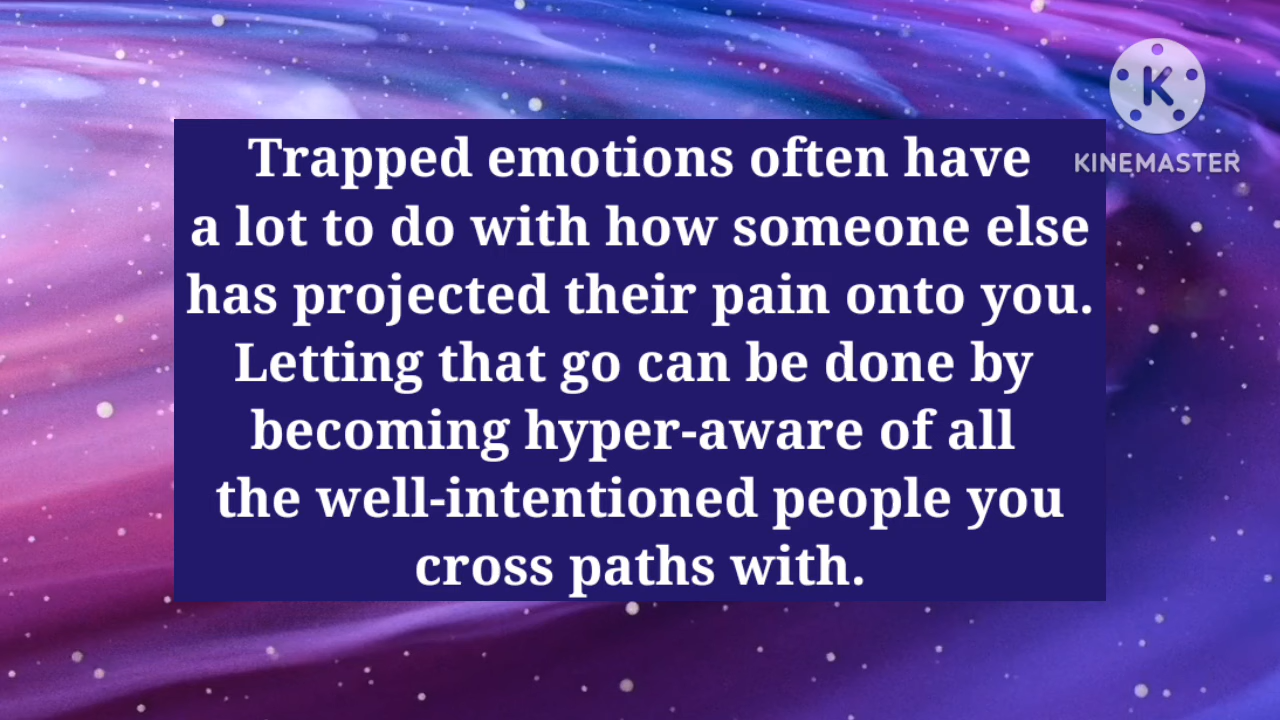 Trapped emotions often have
a lot to do with how someone else
has projected their pain onto you.
Letting that go can be done by
becoming hyper-aware of all
the well-intentioned people you
cross paths with.
K
KINEMASTER